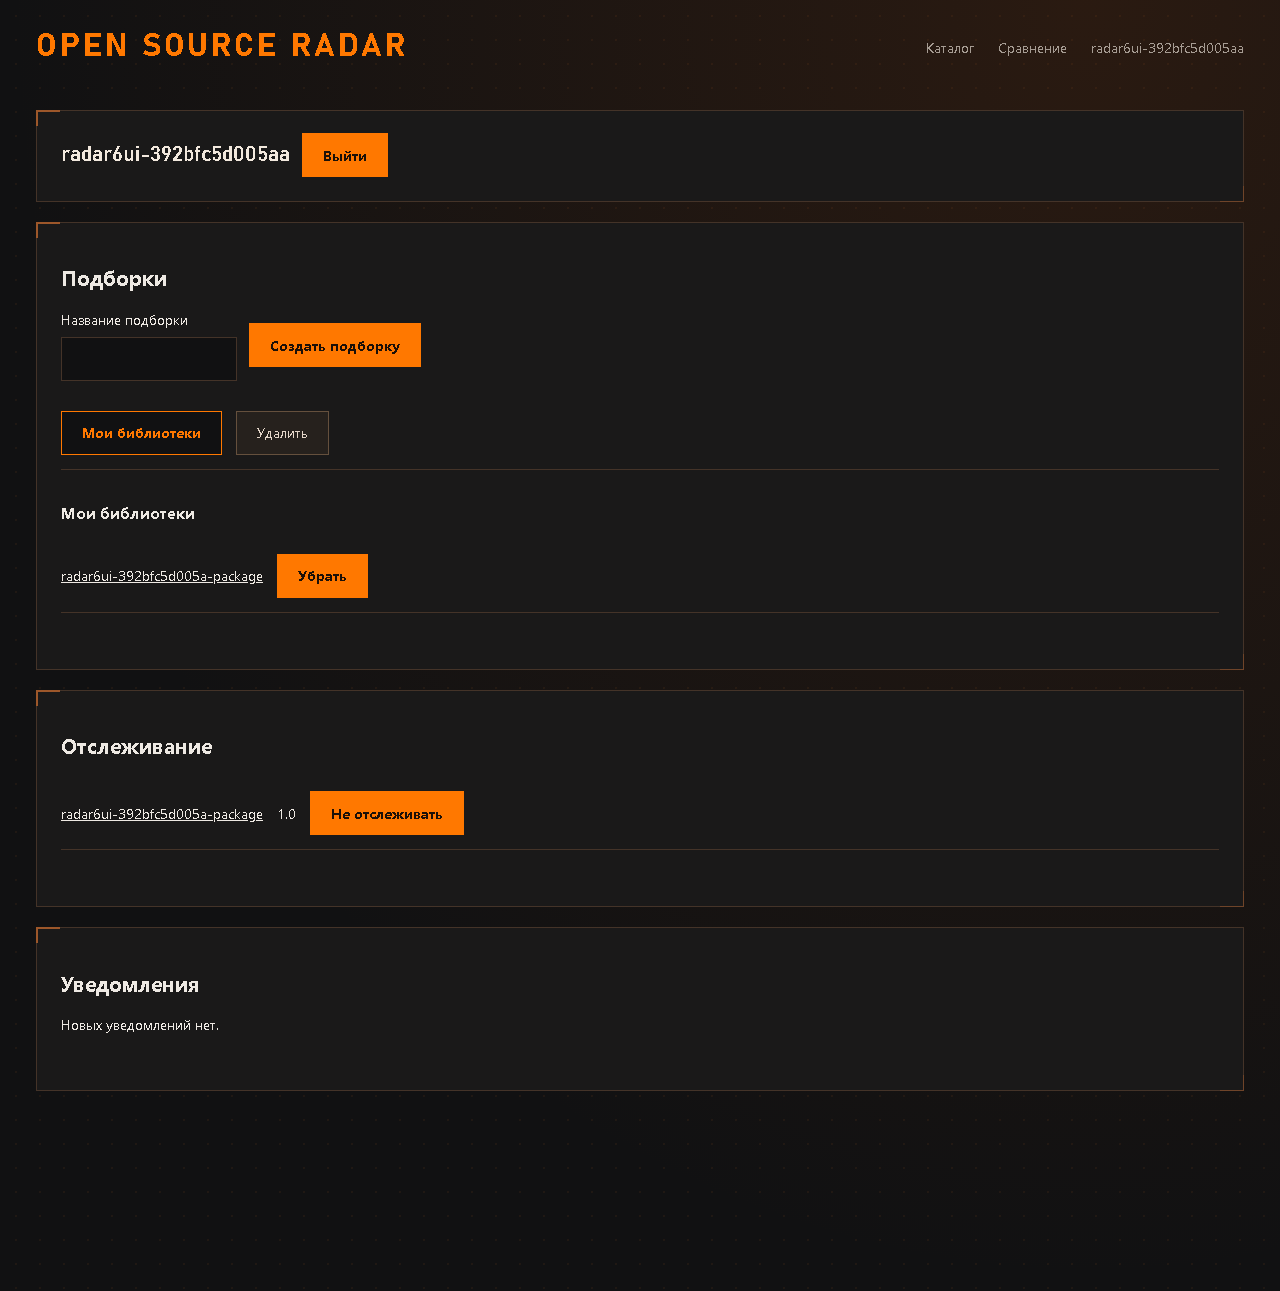 OPEN SOURCE RADAR
Каталог Сравнение radar6ui-392bfc5d005aa
radar6ui-392bfc5d005aa Выйти
Подборки
Название подборки
Создать подборку
Мои библиотеки Удалить
Мои библиотеки
radar6ui-392bfc5d005a-package Убрать
Отслеживание
radar6ui-392bfc5d005a-package 1.0 Не отслеживать
Уведомления
Новых уведомлений нет.